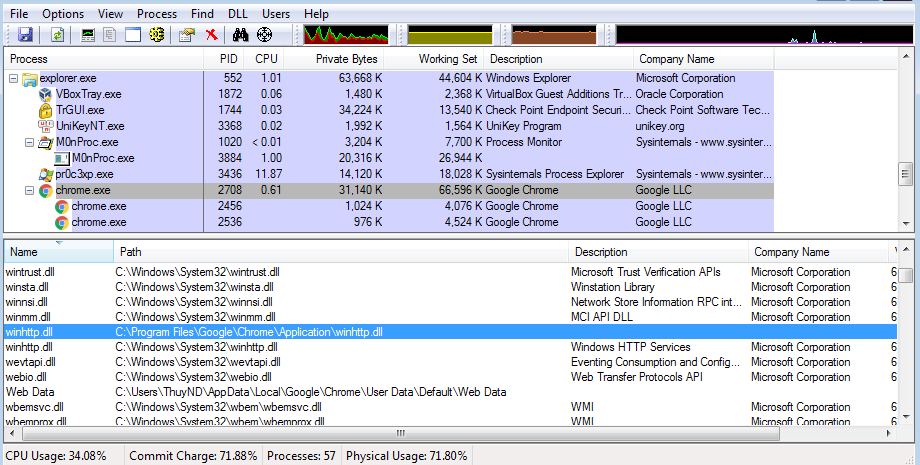 File Options View Process Find DLL Users Help
Process PID CPU Private Bytes Working Set Description Company Name
explorer.exe 552 1.01 63,668 K 44,604 K Windows Explorer Microsoft Corporation
VBoxTray.exe 1872 0.06 1,480 K 2,368 K VirtualBox Guest Additions Tr... Oracle Corporation
TrGUI.exe 1744 0.03 34,224 K 13,540 K Check Point Endpoint Securi... Check Point Software Tec...
UniKeyNT.exe 3368 0.02 1,992 K 1,564 K UniKey Program unikey.org
M0nProc.exe 1020 < 0.01 3,204 K 7,700 K Process Monitor Sysinternals - www.sysinter...
M0nProc.exe 3884 1.00 20,316 K 26,944 K
pr0c3xp.exe 3436 11.87 14,120 K 18,028 K Sysinternals Process Explorer Sysinternals - www.sysinter...
chrome.exe 2708 0.61 31,140 K 66,596 K Google Chrome Google LLC
chrome.exe 2456 1,024 K 4,076 K Google Chrome Google LLC
chrome.exe 2536 976 K 4,524 K Google Chrome Google LLC
Name Path Description Company Name
wintrust.dll C:\Windows\System32\wintrust.dll Microsoft Trust Verification APIs Microsoft Corporation 6
winsta.dll C:\Windows\System32\winsta.dll Winstation Library Microsoft Corporation 6
winnsi.dll C:\Windows\System32\winnsi.dll Network Store Information RPC int... Microsoft Corporation 6
winmm.dll C:\Windows\System32\winmm.dll MCI API DLL Microsoft Corporation 6
winhttp.dll C:\Program Files\Google\Chrome\Application\winhttp.dll
winhttp.dll C:\Windows\System32\winhttp.dll Windows HTTP Services Microsoft Corporation 6
wevtapi.dll C:\Windows\System32\wevtapi.dll Eventing Consumption and Config... Microsoft Corporation 6
webio.dll C:\Windows\System32\webio.dll Web Transfer Protocols API Microsoft Corporation 6
Web Data C:\Users\ThuyND\AppData\Local\Google\Chrome\User Data\Default\Web Data
wbemsvc.dll C:\Windows\System32\wbem\wbemsvc.dll WMI Microsoft Corporation 6
wbemprox.dll C:\Windows\System32\wbem\wbemprox.dll WMI Microsoft Corporation 6
CPU Usage: 34.08% Commit Charge: 71.88% Processes: 57 Physical Usage: 71.80%